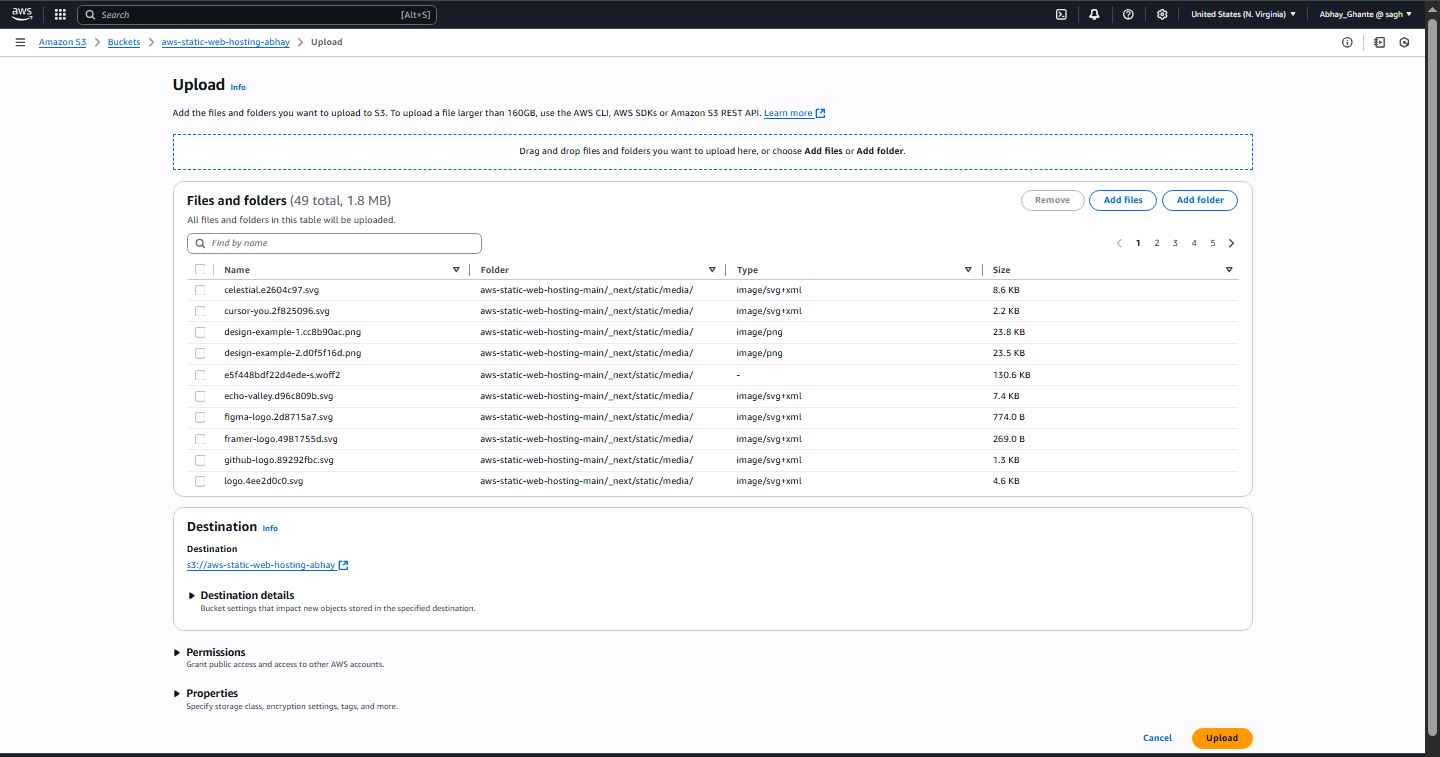 aws Search [Alt+S] United States (N. Virginia) Abhay_Ghante @ sagh
Amazon S3 Buckets aws-static-web-hosting-abhay Upload
Upload Info
Add the files and folders you want to upload to S3. To upload a file larger than 160GB, use the AWS CLI, AWS SDKs or Amazon S3 REST API. Learn more
Drag and drop files and folders you want to upload here, or choose Add files or Add folder.
Files and folders (49 total, 1.8 MB) Remove Add files Add folder
All files and folders in this table will be uploaded.
Find by name 1 2 3 4 5
Name Folder Type Size
celestial.e2604c97.svg aws-static-web-hosting-main/_next/static/media/ image/svg+xml 8.6 KB
cursor-you.2f825096.svg aws-static-web-hosting-main/_next/static/media/ image/svg+xml 2.2 KB
design-example-1.cc8b90ac.png aws-static-web-hosting-main/_next/static/media/ image/png 23.8 KB
design-example-2.d0f5f16d.png aws-static-web-hosting-main/_next/static/media/ image/png 23.5 KB
e5f448bdf22d4ede-s.woff2 aws-static-web-hosting-main/_next/static/media/ - 130.6 KB
echo-valley.d96c809b.svg aws-static-web-hosting-main/_next/static/media/ image/svg+xml 7.4 KB
figma-logo.2d8715a7.svg aws-static-web-hosting-main/_next/static/media/ image/svg+xml 774.0 B
framer-logo.4981755d.svg aws-static-web-hosting-main/_next/static/media/ image/svg+xml 269.0 B
github-logo.89292fbc.svg aws-static-web-hosting-main/_next/static/media/ image/svg+xml 1.3 KB
logo.4ee2d0c0.svg aws-static-web-hosting-main/_next/static/media/ image/svg+xml 4.6 KB
Destination Info
Destination
s3://aws-static-web-hosting-abhay
Destination details
Bucket settings that impact new objects stored in the specified destination.
Permissions
Grant public access and access to other AWS accounts.
Properties
Specify storage class, encryption settings, tags, and more.
Cancel Upload